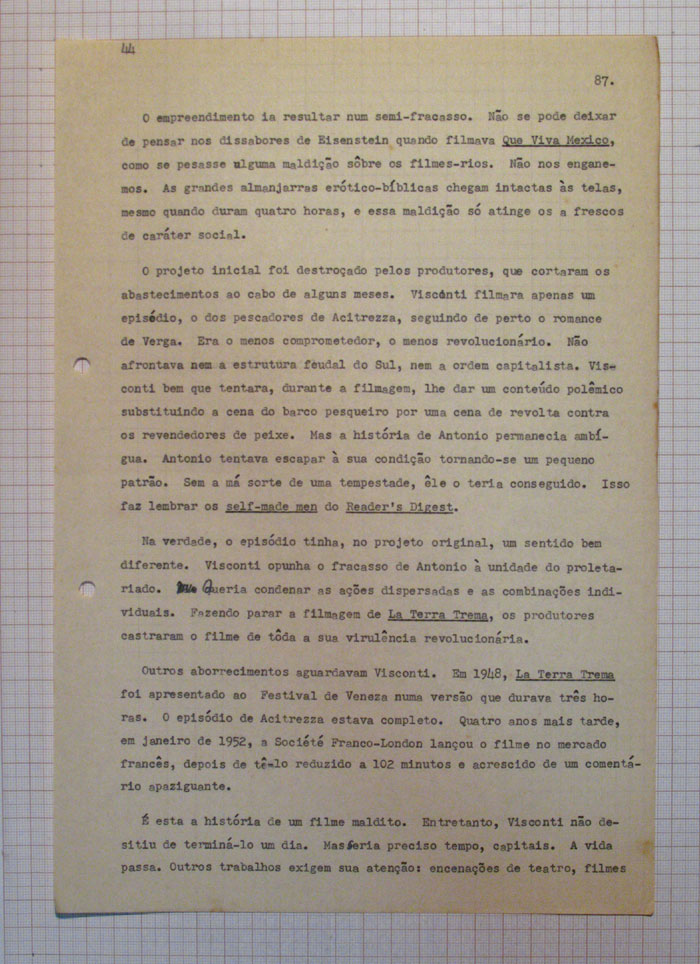 44
87.
O empreendimento ia resultar num semi-fracasso. Não se pode deixar
de pensar nos dissabores de Eisenstein quando filmava Que Viva Mexico,
como se pesasse alguma maldição sôbre os filmes-rios. Não nos engane-
mos. As grandes almanjarras erótico-bíblicas chegam intactas às telas,
mesmo quando duram quatro horas, e essa maldição só atinge os a frescos
de caráter social.
O projeto inicial foi destroçado pelos produtores, que cortaram os
abastecimentos ao cabo de alguns meses. Visconti filmara apenas um
episódio, o dos pescadores de Acitrezza, seguindo de perto o romance
de Verga. Era o menos comprometedor, o menos revolucionário. Não
afrontava nem a estrutura feudal do Sul, nem a ordem capitalista. Vis-
conti bem que tentara, durante a filmagem, lhe dar um conteúdo polêmico
substituindo a cena do barco pesqueiro por uma cena de revolta contra
os revendedores de peixe. Mas a história de Antonio permanecia ambí-
gua. Antonio tentava escapar à sua condição tornando-se um pequeno
patrão. Sem a má sorte de uma tempestade, êle o teria conseguido. Isso
faz lembrar os self-made men do Reader's Digest.
Na verdade, o episódio tinha, no projeto original, um sentido bem
diferente. Visconti opunha o fracasso de Antonio à unidade do proleta-
riado. Queria condenar as ações dispersadas e as combinações indi-
viduais. Fazendo parar a filmagem de La Terra Trema, os produtores
castraram o filme de tôda a sua virulência revolucionária.
Outros aborrecimentos aguardavam Visconti. Em 1948, La Terra Trema
foi apresentado ao Festival de Veneza numa versão que durava três ho-
ras. O episódio de Acitrezza estava completo. Quatro anos mais tarde,
em janeiro de 1952, a Société Franco-London lançou o filme no mercado
francês, depois de tê-lo reduzido a 102 minutos e acrescido de um comentá-
rio apaziguante.
É esta a história de um filme maldito. Entretanto, Visconti não de-
sitiu de terminá-lo um dia. Mas seria preciso tempo, capitais. A vida
passa. Outros trabalhos exigem sua atenção: encenações de teatro, filmes